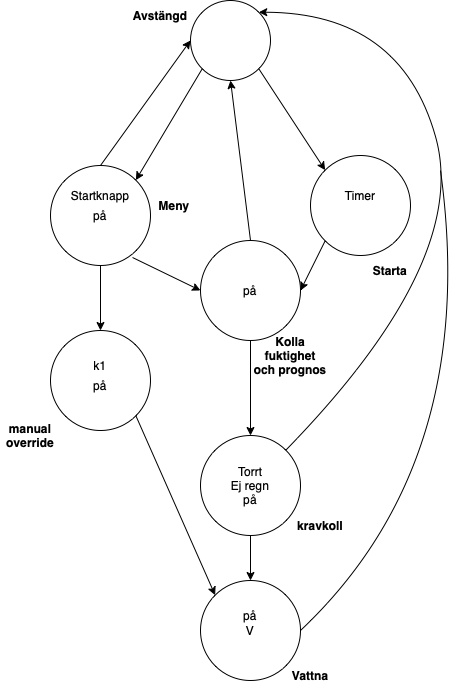 Avstängd
Startknapp
på
Meny
Timer
Starta
på
Kolla
fuktighet
och prognos
k1
på
manual
override
Torrt
Ej regn
på
kravkoll
på
V
Vattna